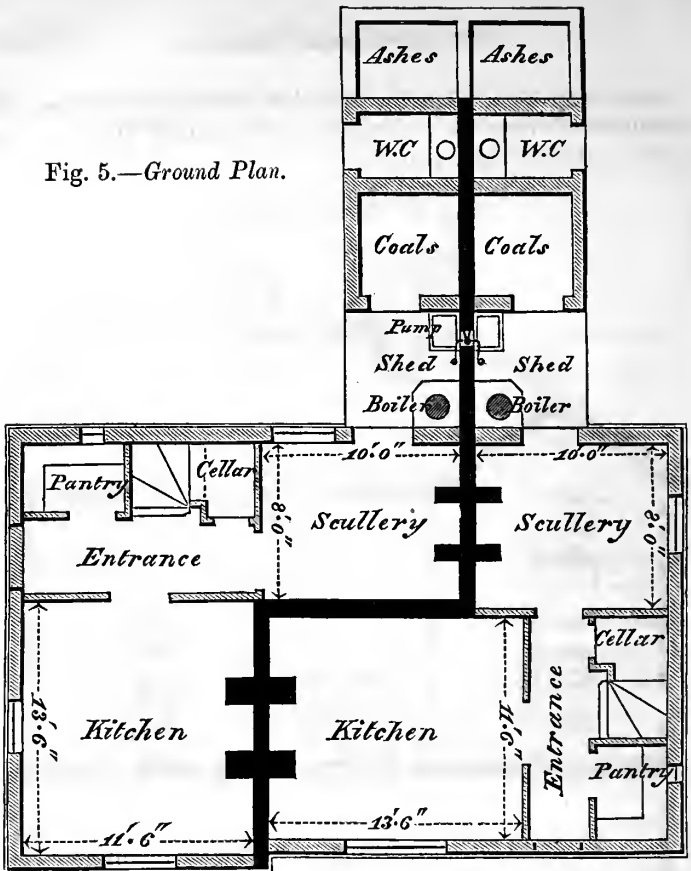 Ashes Ashes
W.C W.C
Fig. 5.—Ground Plan.
Coals Coals
Pump
Shed Shed
Boiler Boiler
10'.0" 10'.0"
Pantry Cellar
8'.0" Scullery Scullery 8'.0"
Entrance
Cellar
13'.6" Kitchen Kitchen 11'.6" Entrance
Pantry
11'.6" 13'.6"